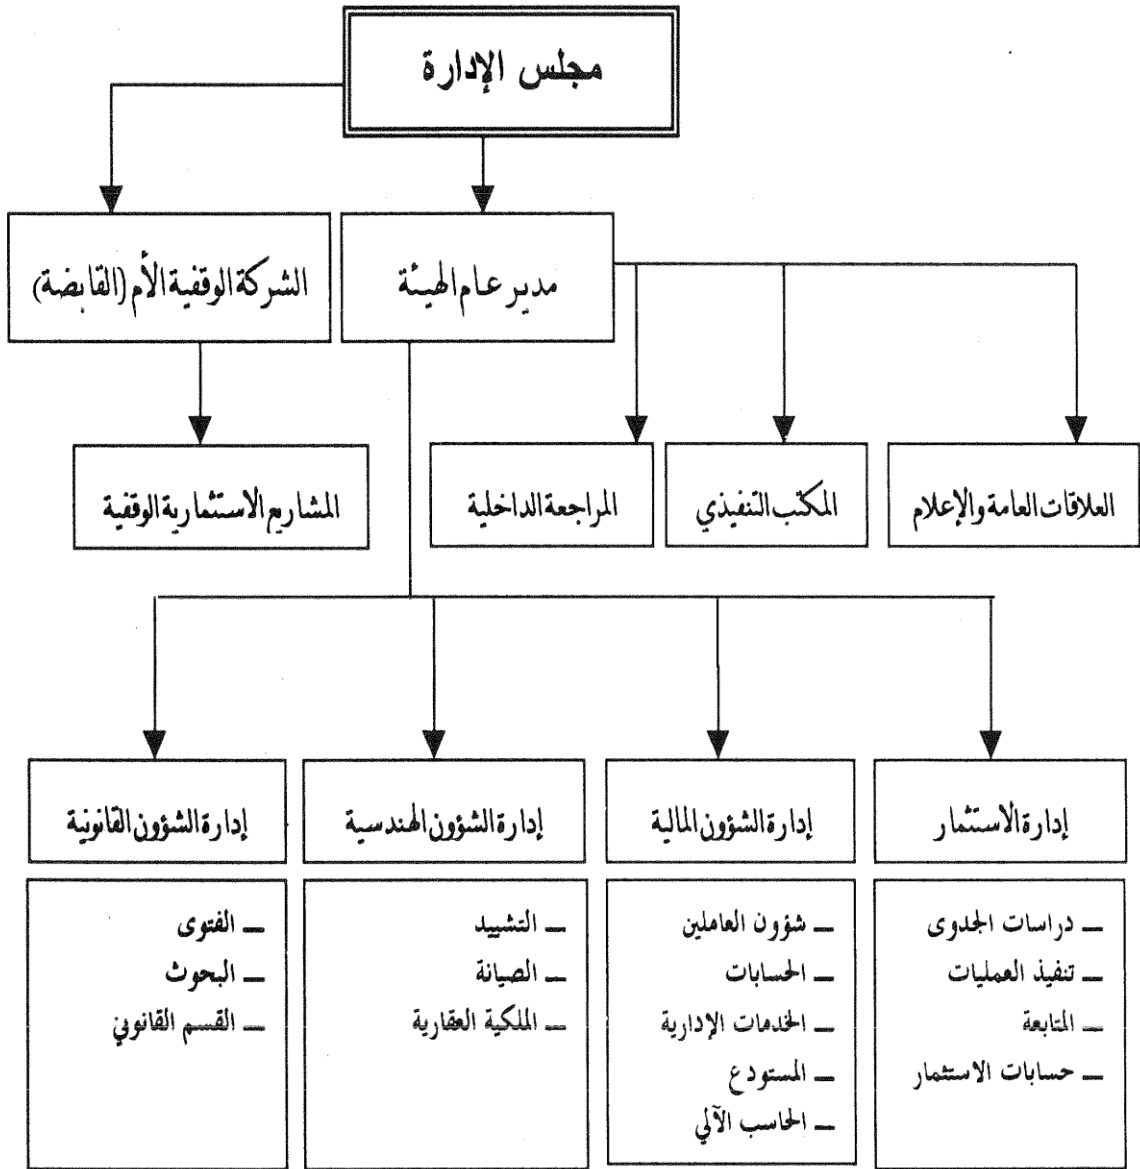 مجلس الإدارة
مدير عام الهيئة
الشركة الوقفية الأم (القابضة)
العلاقات العامة والإعلام
المكتب التنفيذي
المراجعة الداخلية
المشاريع الاستثمارية الوقفية
إدارة الاستثمار
إدارة الشؤون المالية
إدارة الشؤون الهندسية
إدارة الشؤون القانونية
ـ دراسات الجدوى
ـ تنفيذ العمليات
ـ المتابعة
ـ حسابات الاستثمار
ـ شؤون العاملين
ـ الحسابات
ـ الخدمات الإدارية
ـ المستودع
ـ الحاسب الآلي
ـ التشييد
ـ الصيانة
ـ الملكية العقارية
ـ الفتوى
ـ البحوث
ـ القسم القانوني